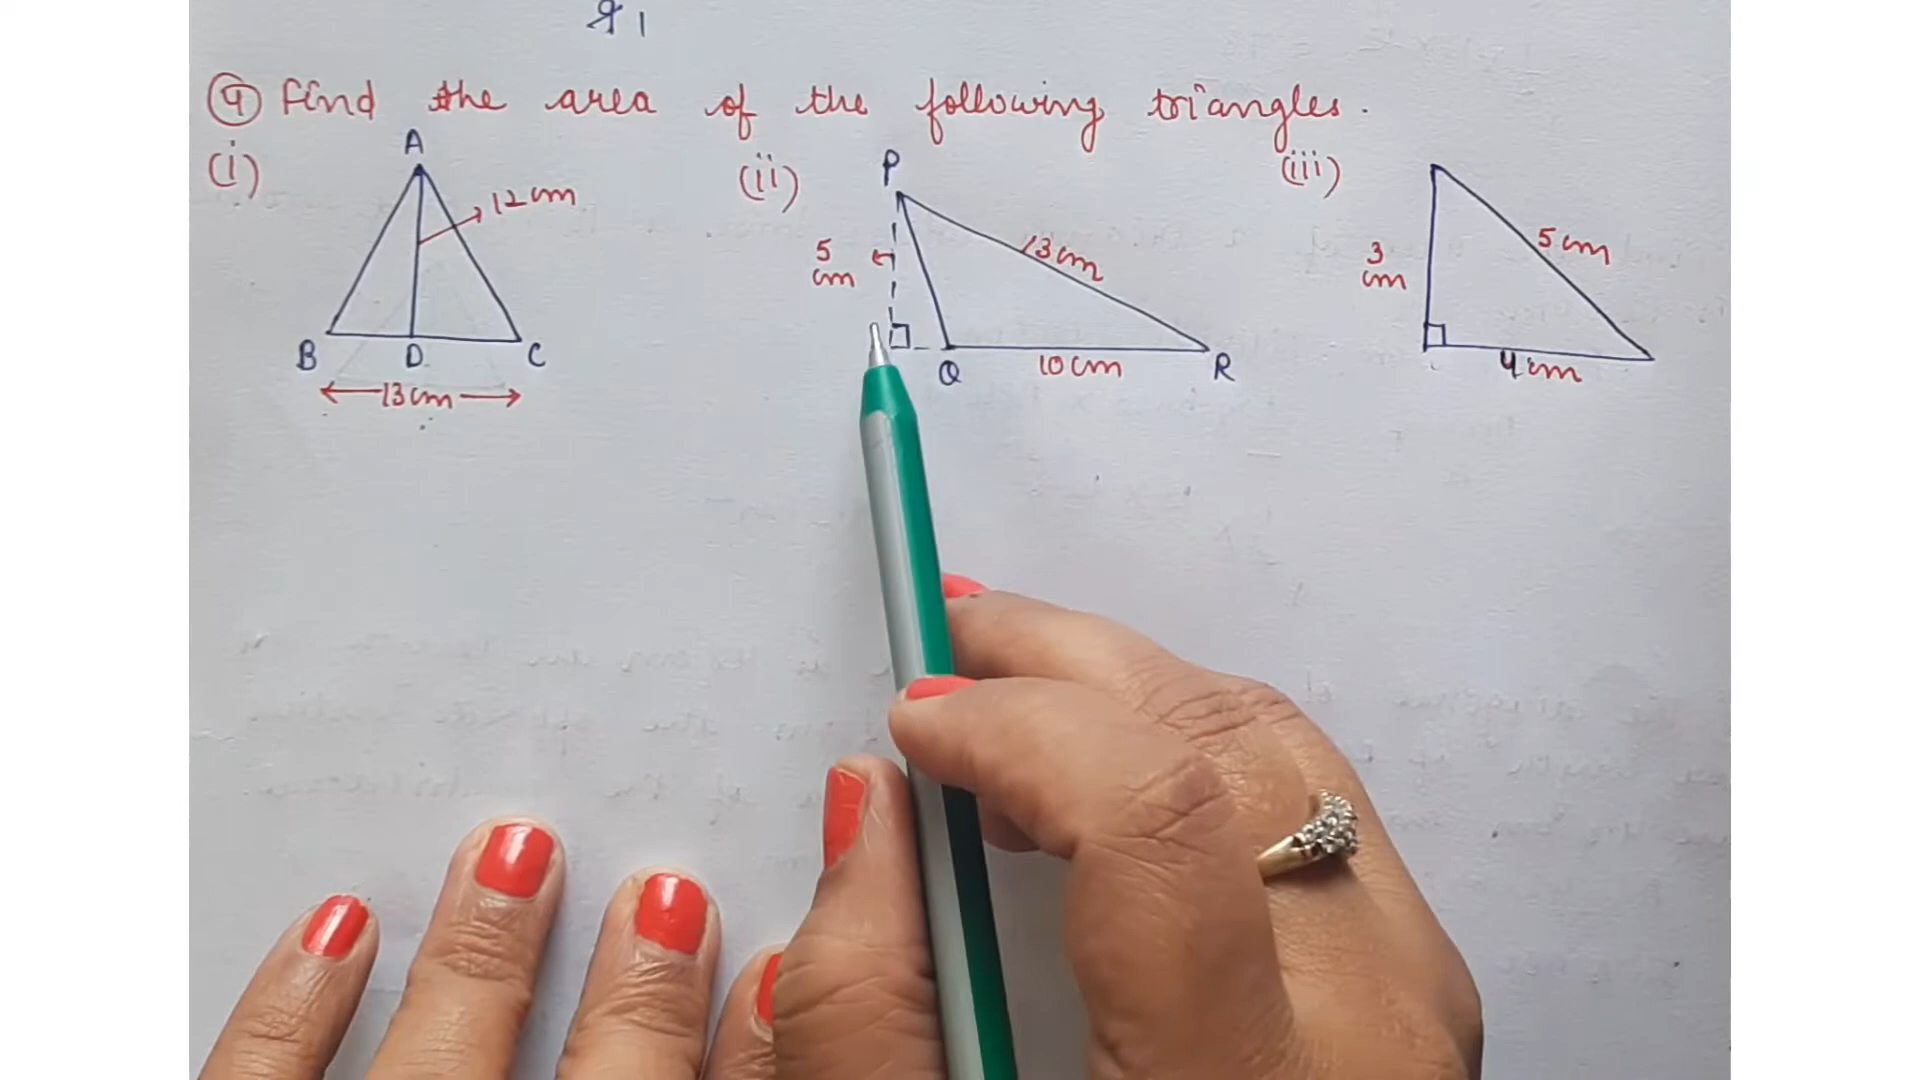 ④ Find the area of the following triangles.
(i)
A
12 cm
B D C
13 cm
(ii)
P
5 cm
13 cm
Q 10 cm R
(iii)
3 cm
5 cm
4 cm